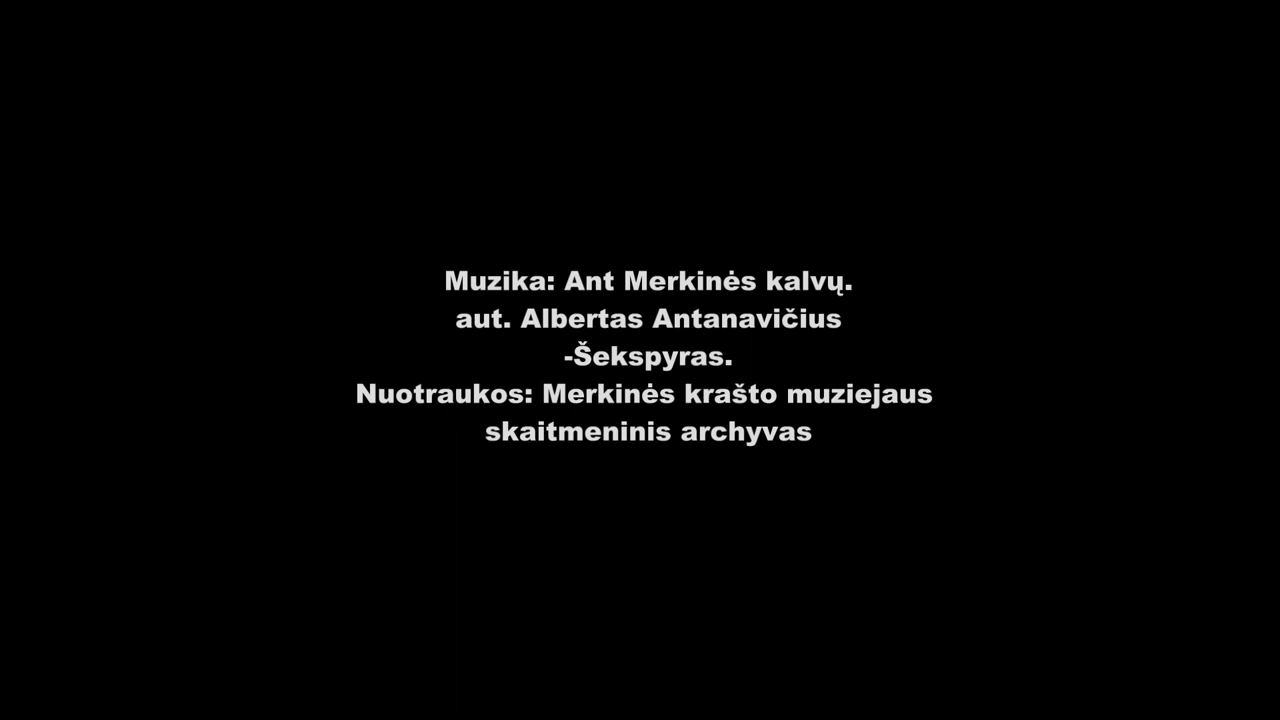 Muzika: Ant Merkinės kalvų.
aut. Albertas Antanavičius
-Šekspyras.
Nuotraukos: Merkinės krašto muziejaus
skaitmeninis archyvas